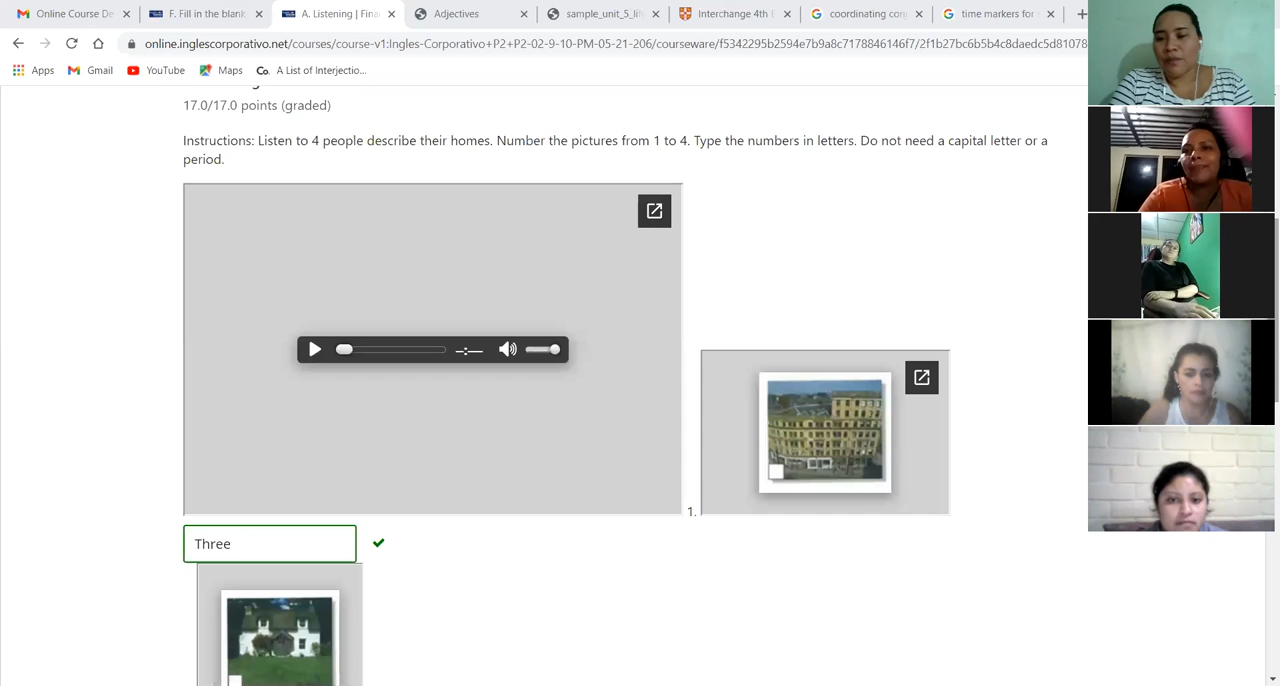 Online Course De
F. Fill in the blank
A. Listening | Fina
Adjectives
sample_unit_5_li
Interchange 4th E
coordinating con
time markers for s
online.inglescorporativo.net/courses/course-v1:Ingles-Corporativo+P2+P2-02-9-10-PM-05-21-206/courseware/f5342295b2594e7b9a8c7178846146f7/2f1b27bc6b5b4c8daedc5d81078
Apps
Gmail
YouTube
Maps
Co.
A List of Interjectio...
17.0/17.0 points (graded)
Instructions: Listen to 4 people describe their homes. Number the pictures from 1 to 4. Type the numbers in letters. Do not need a capital letter or a
period.
-:--
1.
Three